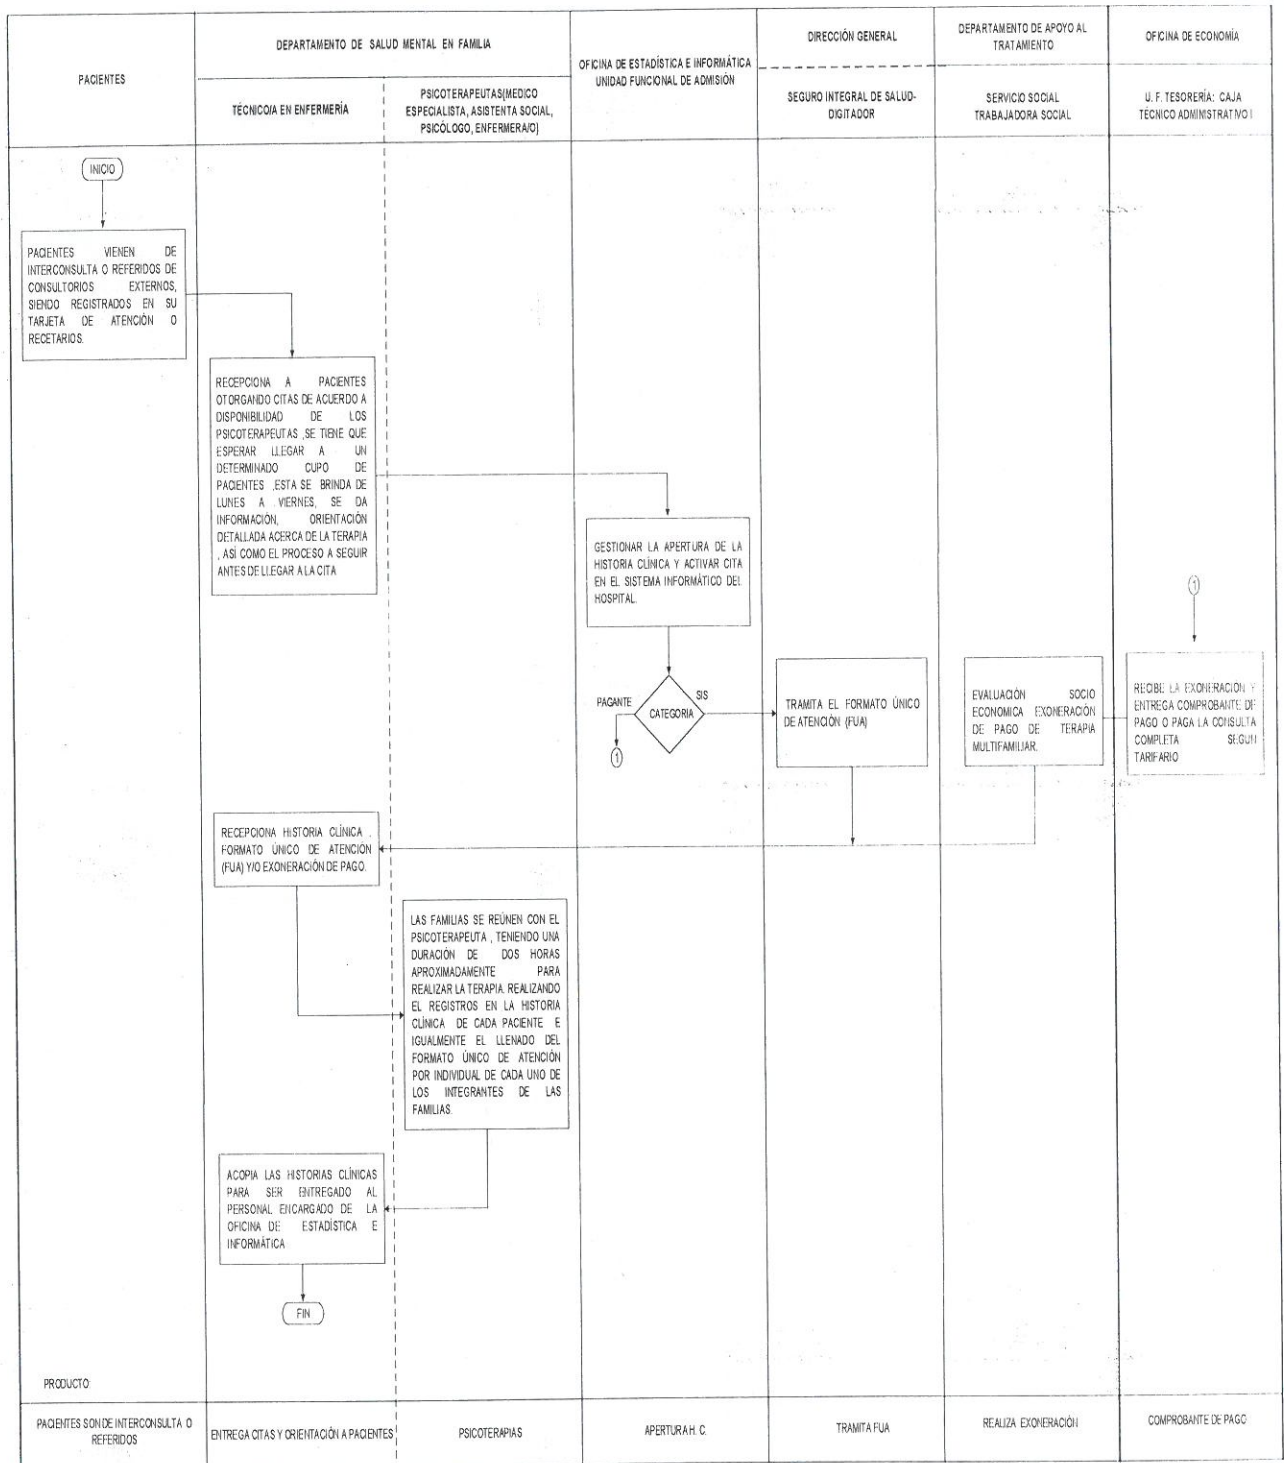 PACIENTES
DEPARTAMENTO DE SALUD MENTAL EN FAMILIA
TÉCNICO/A EN ENFERMERÍA
PSICOTERAPEUTAS(MEDICO
ESPECIALISTA, ASISTENTA SOCIAL,
PSICÓLOGO, ENFERMERA/O)
OFICINA DE ESTADÍSTICA E INFORMÁTICA
UNIDAD FUNCIONAL DE ADMISIÓN
DIRECCIÓN GENERAL
SEGURO INTEGRAL DE SALUD-
DIGITADOR
DEPARTAMENTO DE APOYO AL
TRATAMIENTO
SERVICIO SOCIAL
TRABAJADORA SOCIAL
OFICINA DE ECONOMÍA
U. F. TESORERÍA: CAJA
TÉCNICO ADMINISTRATIVO I
INICIO
PACIENTES VIENEN DE
INTERCONSULTA O REFERIDOS DE
CONSULTORIOS EXTERNOS,
SIENDO REGISTRADOS EN SU
TARJETA DE ATENCIÓN O
RECETARIOS.
RECEPCIONA A PACIENTES
OTORGANDO CITAS DE ACUERDO A
DISPONIBILIDAD DE LOS
PSICOTERAPEUTAS ,SE TIENE QUE
ESPERAR LLEGAR A UN
DETERMINADO CUPO DE
PACIENTES ,ESTA SE BRINDA DE
LUNES A VIERNES, SE DA
INFORMACIÓN, ORIENTACIÓN
DETALLADA ACERCA DE LA TERAPIA
, ASÍ COMO EL PROCESO A SEGUIR
ANTES DE LLEGAR A LA CITA
GESTIONAR LA APERTURA DE LA
HISTORIA CLÍNICA Y ACTIVAR CITA
EN EL SISTEMA INFORMÁTICO DEL
HOSPITAL.
CATEGORIA
PAGANTE
SIS
1
TRAMITA EL FORMATO ÚNICO
DE ATENCIÓN (FUA)
EVALUACIÓN SOCIO
ECONOMICA EXONERACIÓN
DE PAGO DE TERAPIA
MULTIFAMILIAR.
1
RECIBE LA EXONERACION Y
ENTREGA COMPROBANTE DE
PAGO O PAGA LA CONSULTA
COMPLETA SEGUN
TARIFARIO
RECEPCIONA HISTORIA CLÍNICA ,
FORMATO ÚNICO DE ATENCIÓN
(FUA) Y/O EXONERACIÓN DE PAGO.
LAS FAMILIAS SE REÚNEN CON EL
PSICOTERAPEUTA , TENIENDO UNA
DURACIÓN DE DOS HORAS
APROXIMADAMENTE PARA
REALIZAR LA TERAPIA. REALIZANDO
EL REGISTROS EN LA HISTORIA
CLÍNICA DE CADA PACIENTE E
IGUALMENTE EL LLENADO DEL
FORMATO ÚNICO DE ATENCIÓN
POR INDIVIDUAL DE CADA UNO DE
LOS INTEGRANTES DE LAS
FAMILIAS.
ACOPIA LAS HISTORIAS CLÍNICAS
PARA SER ENTREGADO AL
PERSONAL ENCARGADO DE LA
OFICINA DE ESTADÍSTICA E
INFORMÁTICA
FIN
PRODUCTO:
PACIENTES SON DE INTERCONSULTA O
REFERIDOS
ENTREGA CITAS Y ORIENTACIÓN A PACIENTES
PSICOTERAPIAS
APERTURA H. C.
TRAMITA FUA
REALIZA EXONERACIÓN
COMPROBANTE DE PAGO